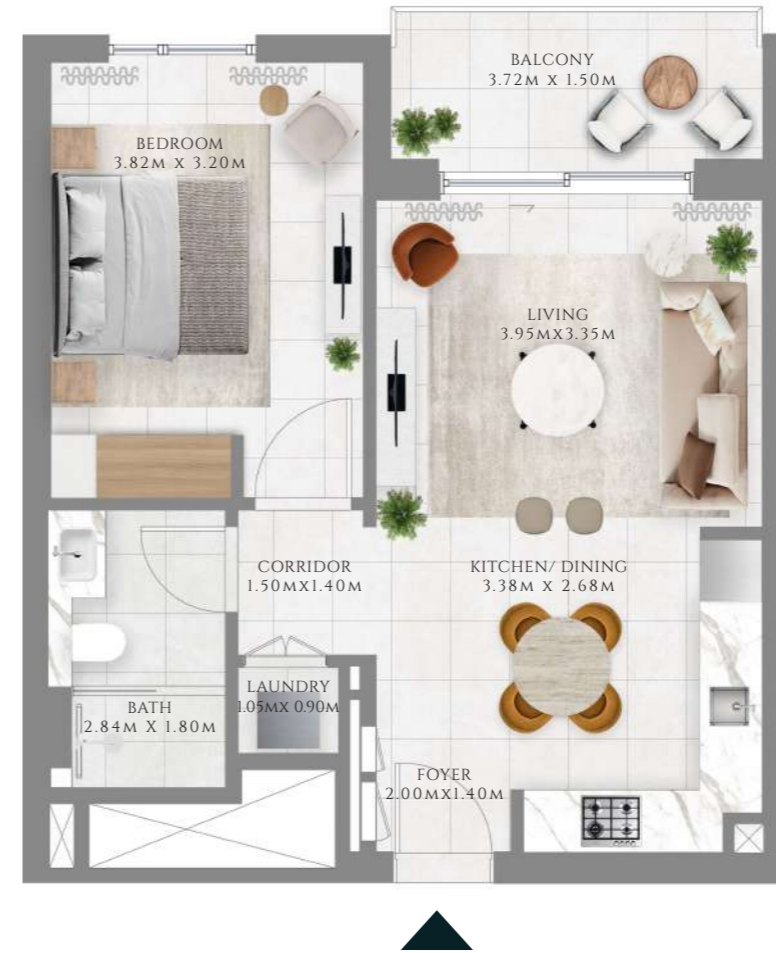 BALCONY
3.72M X 1.50M
BEDROOM
3.82M X 3.20M
LIVING
3.95MX3.35M
CORRIDOR
1.50MX1.40M
KITCHEN/ DINING
3.38M X 2.68M
LAUNDRY
1.05MX 0.90M
BATH
2.84M X 1.80M
FOYER
2.00MX1.40M